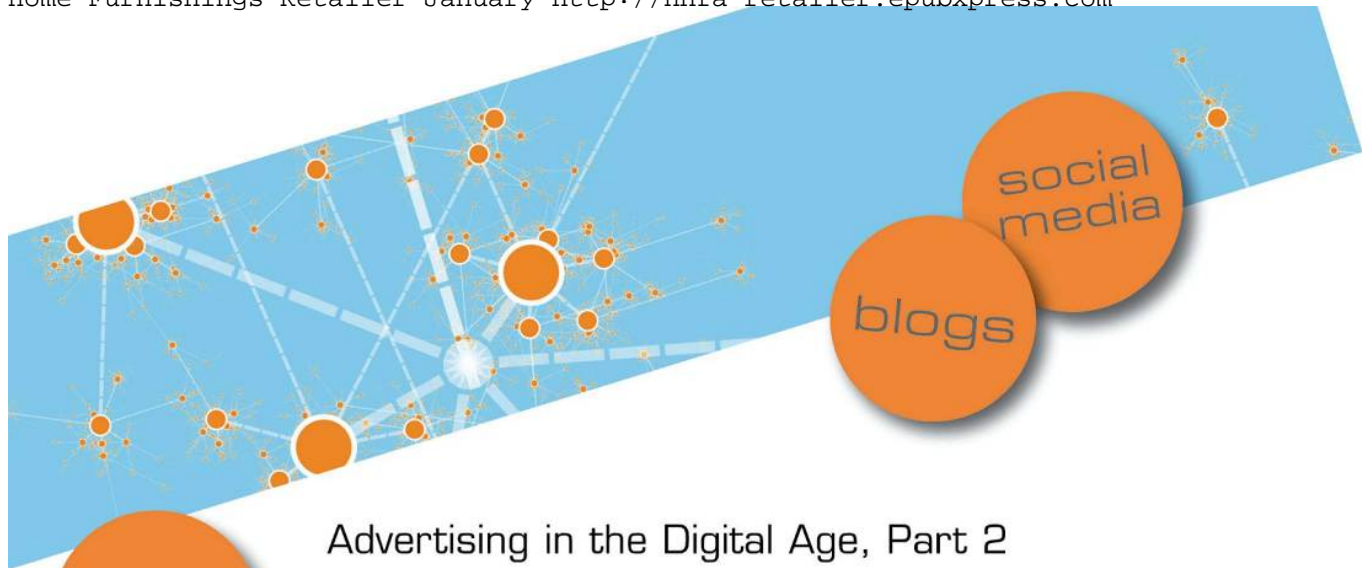 Home Furnishings Retailer January http://nhfa-retailer.epubxpress.com
social
media
blogs
Advertising in the Digital Age, Part 2